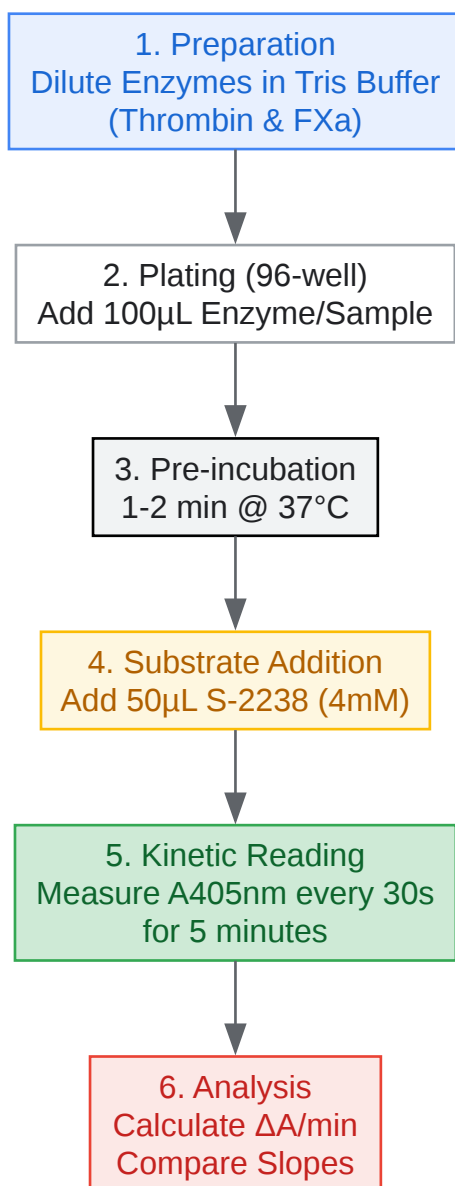 1. Preparation
Dilute Enzymes in Tris Buffer
(Thrombin & FXa)
2. Plating (96-well)
Add 100µL Enzyme/Sample
3. Pre-incubation
1-2 min @ 37°C
4. Substrate Addition
Add 50µL S-2238 (4mM)
5. Kinetic Reading
Measure A405nm every 30s
for 5 minutes
6. Analysis
Calculate ΔA/min
Compare Slopes